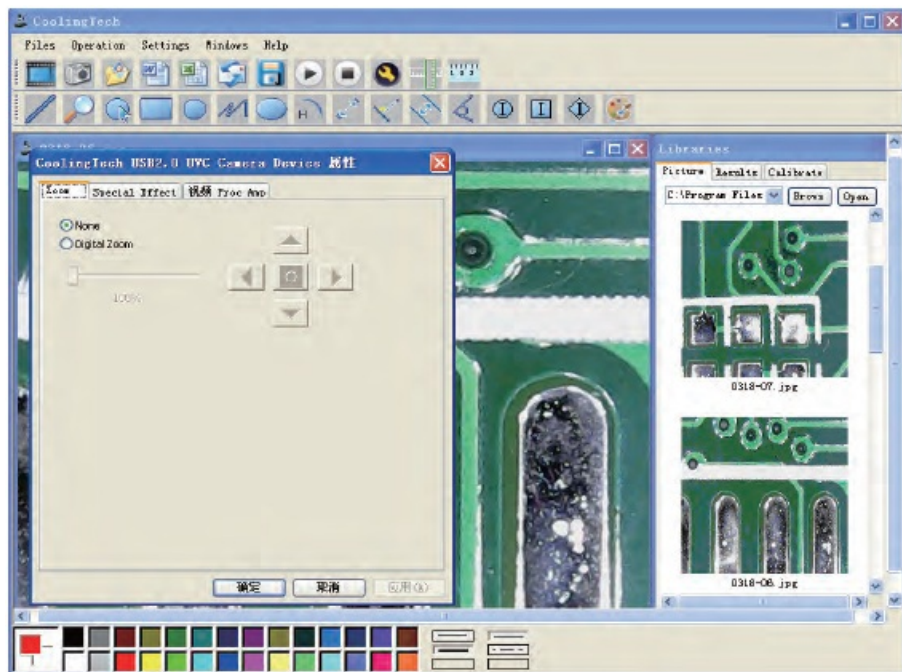 CoolingTech
Files Operation Settings Windows Help
CoolingTech USB2.0 UVC Camera Device 属性
Zoom Special Effect 视频 Proc Amp
None
Digital Zoom
100%
确定 取消 应用(A)
Libraries
Picture Results Calibrate
C:\Program Files Brows Open
0318-07.jpg
0318-06.jpg